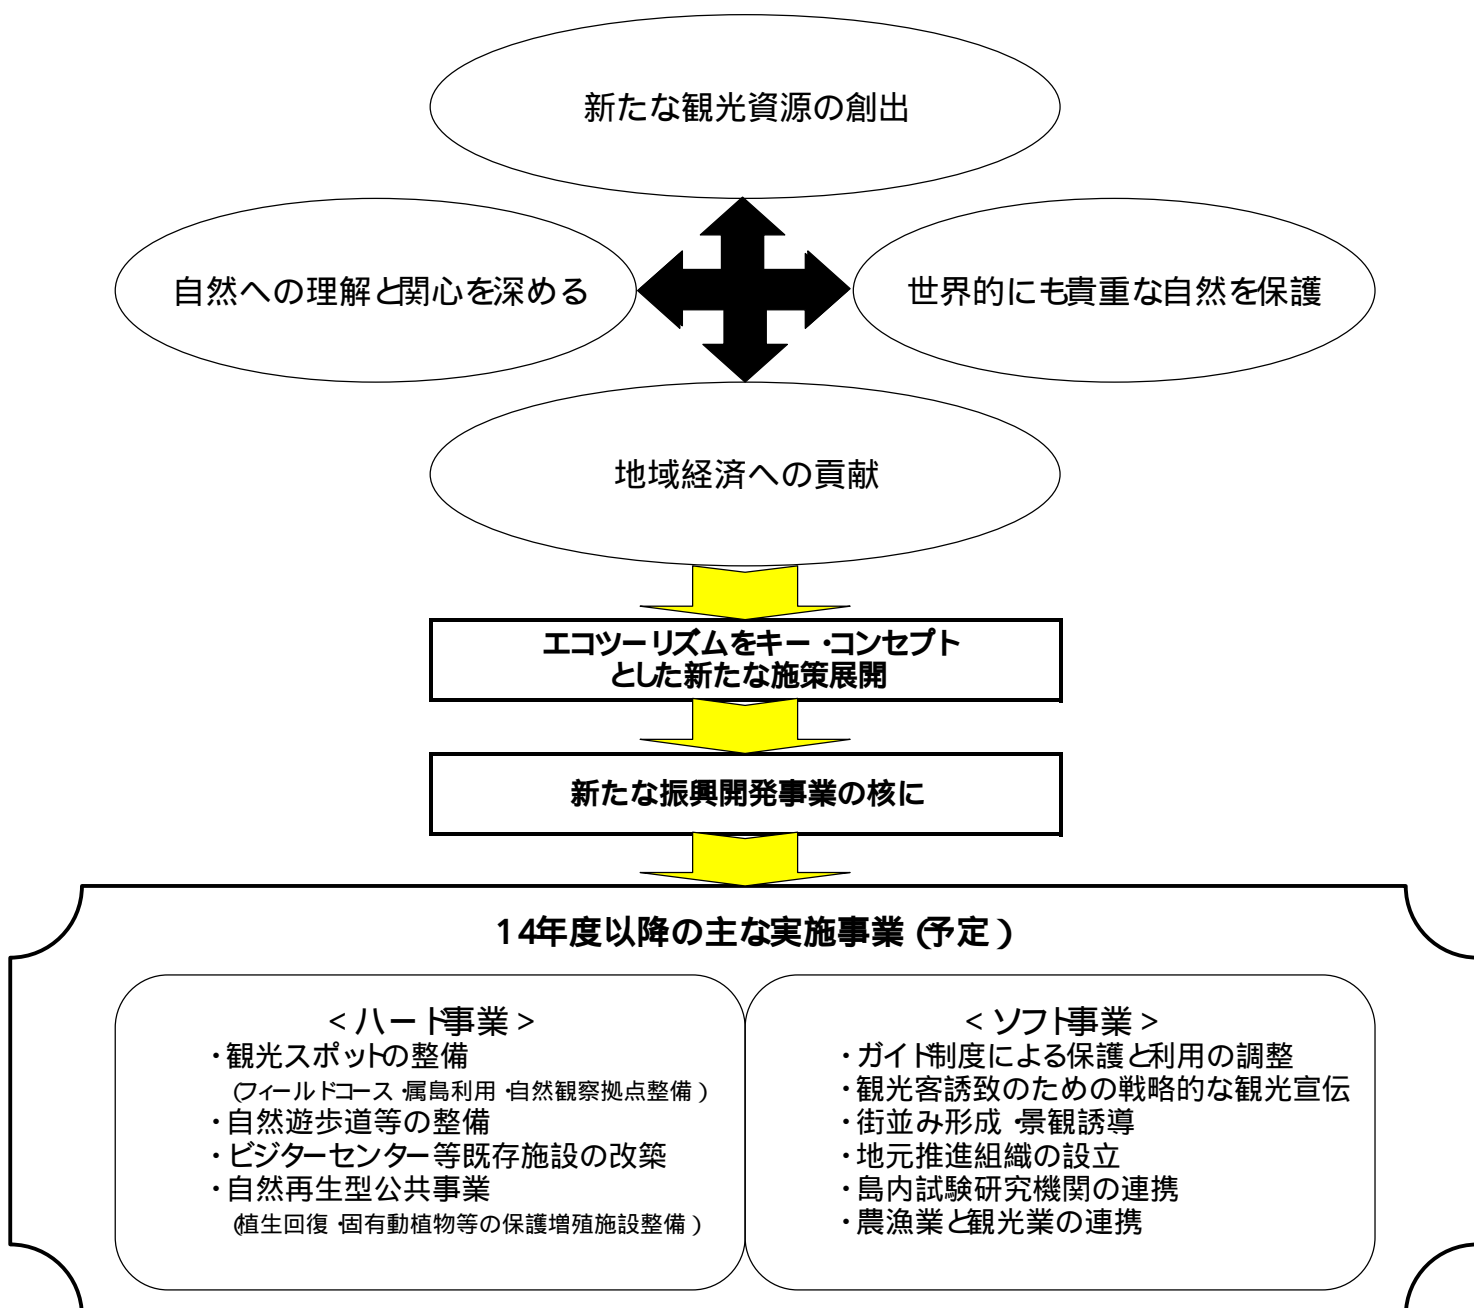 新たな観光資源の創出
自然への理解と関心を深める
世界的にも貴重な自然を保護
地域経済への貢献
エコツーリズムをキー・コンセプト
とした新たな施策展開
新たな振興開発事業の核に
14年度以降の主な実施事業(予定)
<ハード事業>
・観光スポットの整備
(フィールドコース・属島利用・自然観察拠点整備)
・自然遊歩道等の整備
・ビジターセンター等既存施設の改築
・自然再生型公共事業
(植生回復・固有動植物等の保護増殖施設整備)
<ソフト事業>
・ガイド制度による保護と利用の調整
・観光客誘致のための戦略的な観光宣伝
・街並み形成・景観誘導
・地元推進組織の設立
・島内試験研究機関の連携
・農漁業と観光業の連携